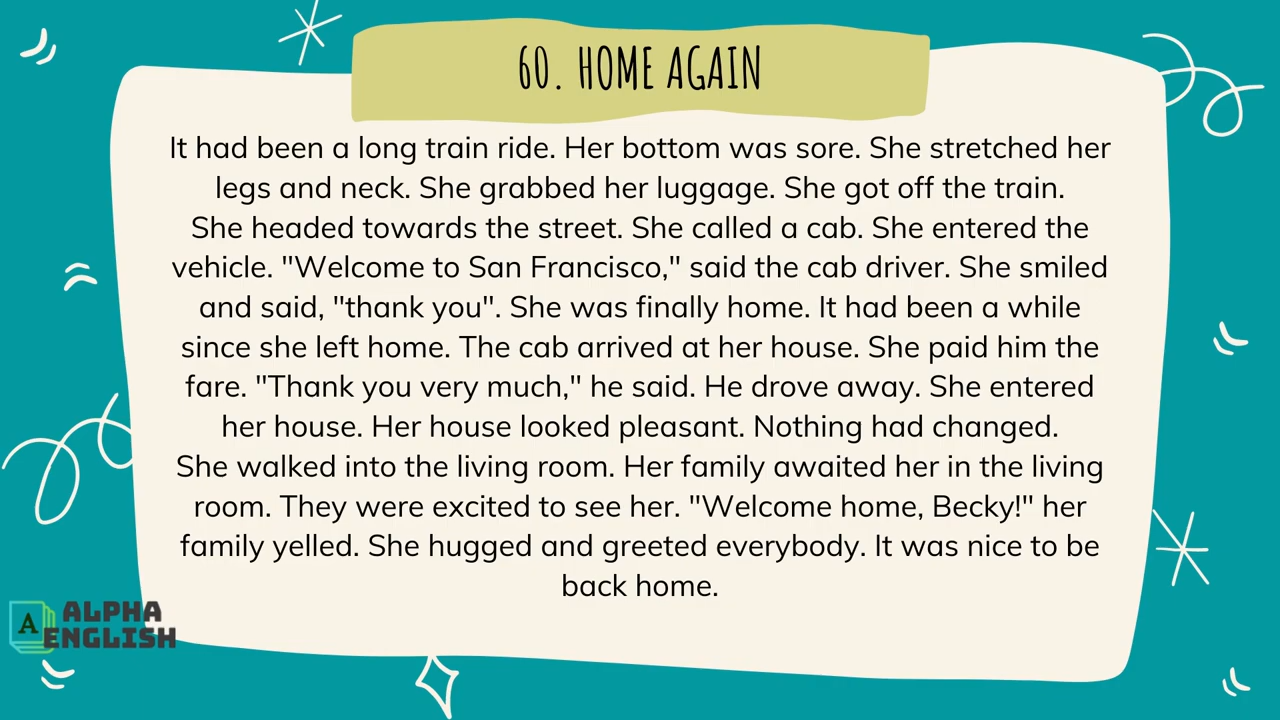 60. HOME AGAIN
It had been a long train ride. Her bottom was sore. She stretched her
legs and neck. She grabbed her luggage. She got off the train.
She headed towards the street. She called a cab. She entered the
vehicle. "Welcome to San Francisco," said the cab driver. She smiled
and said, "thank you". She was finally home. It had been a while
since she left home. The cab arrived at her house. She paid him the
fare. "Thank you very much," he said. He drove away. She entered
her house. Her house looked pleasant. Nothing had changed.
She walked into the living room. Her family awaited her in the living
room. They were excited to see her. "Welcome home, Becky!" her
family yelled. She hugged and greeted everybody. It was nice to be
back home.
A
ALPHA
ENGLISH